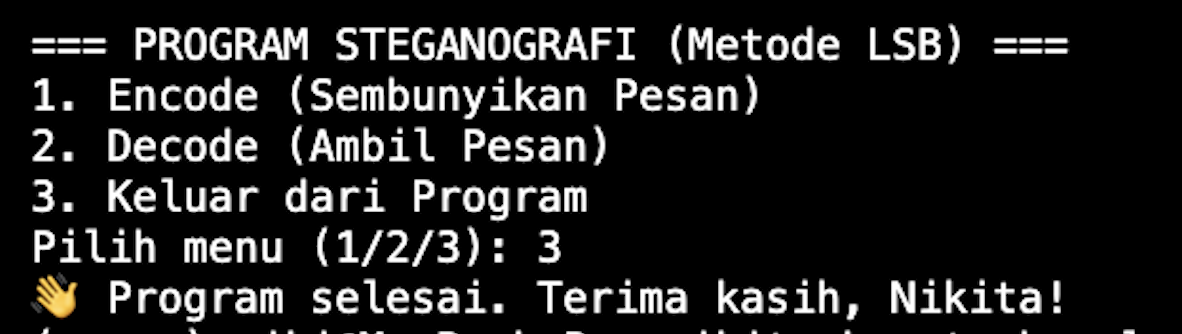 === PROGRAM STEGANOGRAFI (Metode LSB) ===
1. Encode (Sembunyikan Pesan)
2. Decode (Ambil Pesan)
3. Keluar dari Program
Pilih menu (1/2/3): 3
👋 Program selesai. Terima kasih, Nikita!